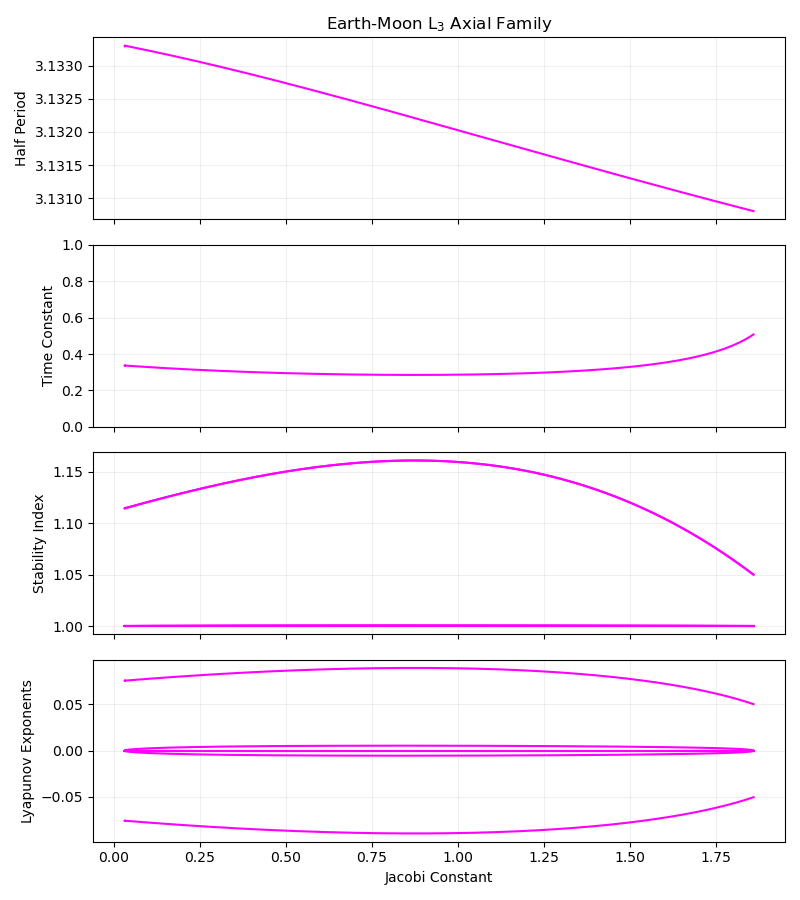 Earth-Moon L₃ Axial Family
3.1330
3.1325
3.1320
3.1315
3.1310
Half Period
1.0
0.8
0.6
0.4
0.2
0.0
Time Constant
1.15
1.10
1.05
1.00
Stability Index
0.05
0.00
−0.05
Lyapunov Exponents
0.00 0.25 0.50 0.75 1.00 1.25 1.50 1.75
Jacobi Constant